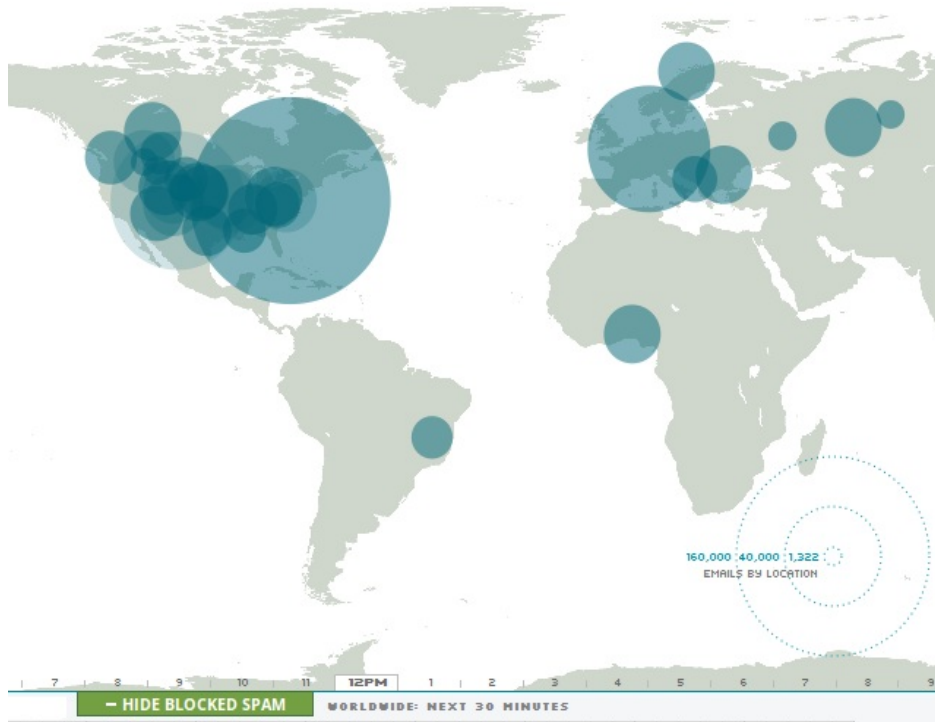 160,000 40,000 1,322
EMAILS BY LOCATION
7 8 9 10 11 12PM 1 2 3 4 5 6 7 8 9
− HIDE BLOCKED SPAM
WORLDWIDE: NEXT 30 MINUTES